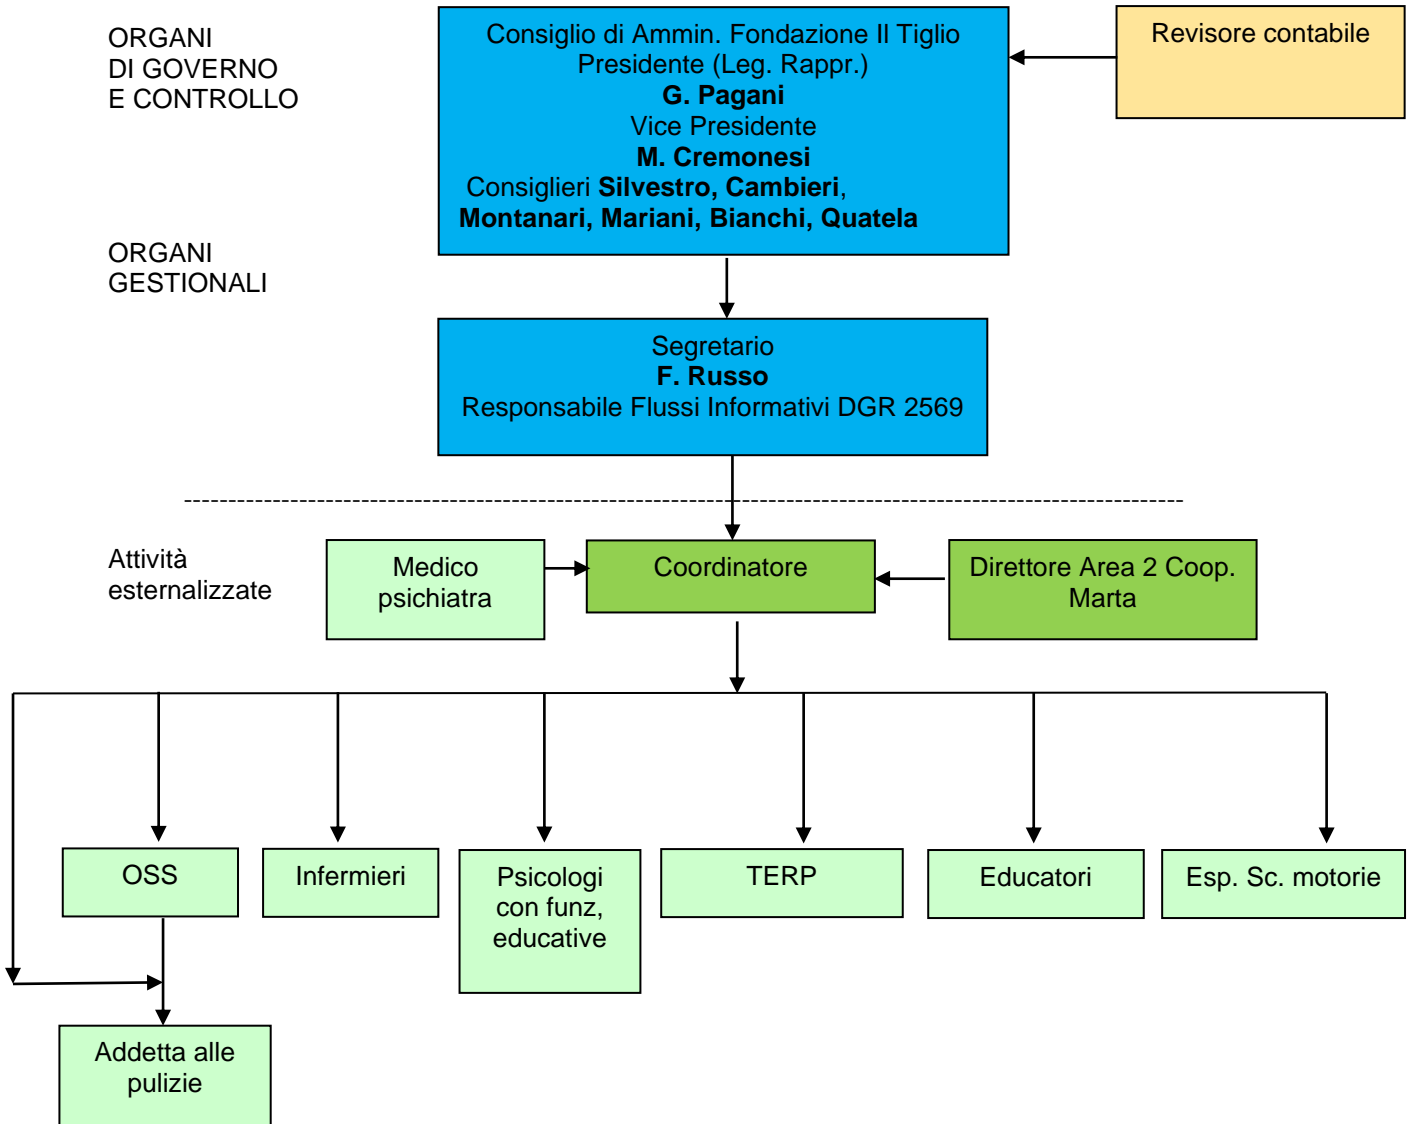 ORGANI
DI GOVERNO
E CONTROLLO
Consiglio di Ammin. Fondazione Il Tiglio
Presidente (Leg. Rappr.)
G. Pagani
Vice Presidente
M. Cremonesi
Consiglieri Silvestro, Cambieri,
Montanari, Mariani, Bianchi, Quatela
Revisore contabile
ORGANI
GESTIONALI
Segretario
F. Russo
Responsabile Flussi Informativi DGR 2569
Attività
esternalizzate
Medico
psichiatra
Coordinatore
Direttore Area 2 Coop.
Marta
OSS
Infermieri
Psicologi
con funz,
educative
TERP
Educatori
Esp. Sc. motorie
Addetta alle
pulizie